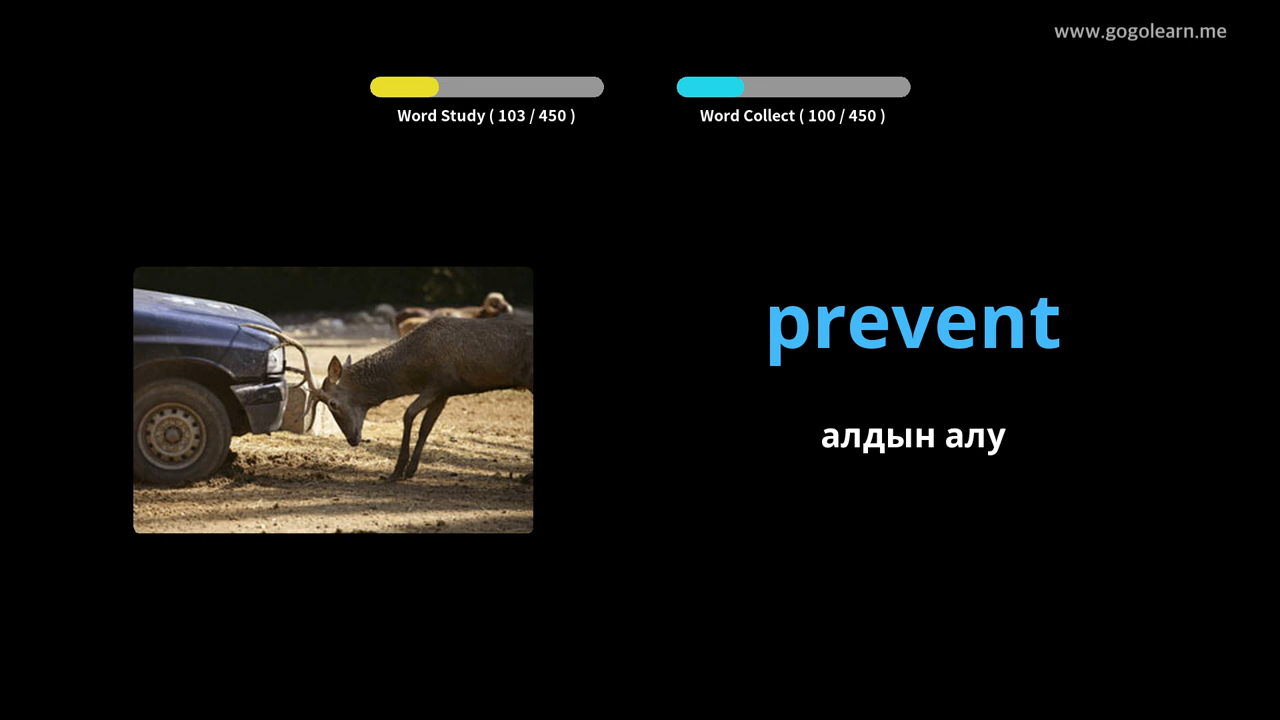 www.gogolearn.me
Word Study ( 103 / 450 )
Word Collect ( 100 / 450 )
prevent
алдын алу